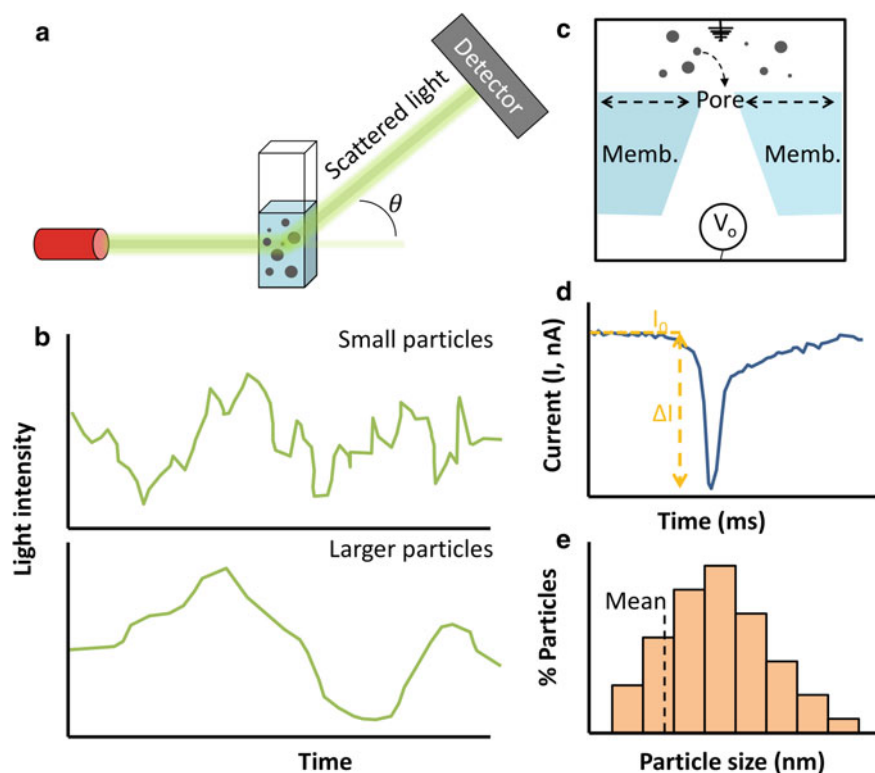 a
Detector
Scattered light
θ
b
Small particles
Larger particles
Light intensity
Time
c
Pore
Memb.
Memb.
V₀
d
I₀
ΔI
Current (I, nA)
Time (ms)
e
Mean
% Particles
Particle size (nm)